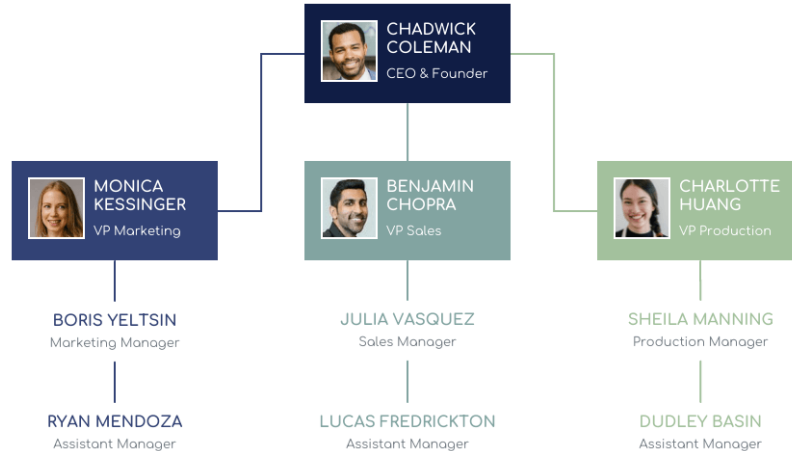 CHADWICK
COLEMAN
CEO & Founder
MONICA
KESSINGER
VP Marketing
BENJAMIN
CHOPRA
VP Sales
CHARLOTTE
HUANG
VP Production
BORIS YELTSIN
Marketing Manager
JULIA VASQUEZ
Sales Manager
SHEILA MANNING
Production Manager
RYAN MENDOZA
Assistant Manager
LUCAS FREDRICKTON
Assistant Manager
DUDLEY BASIN
Assistant Manager